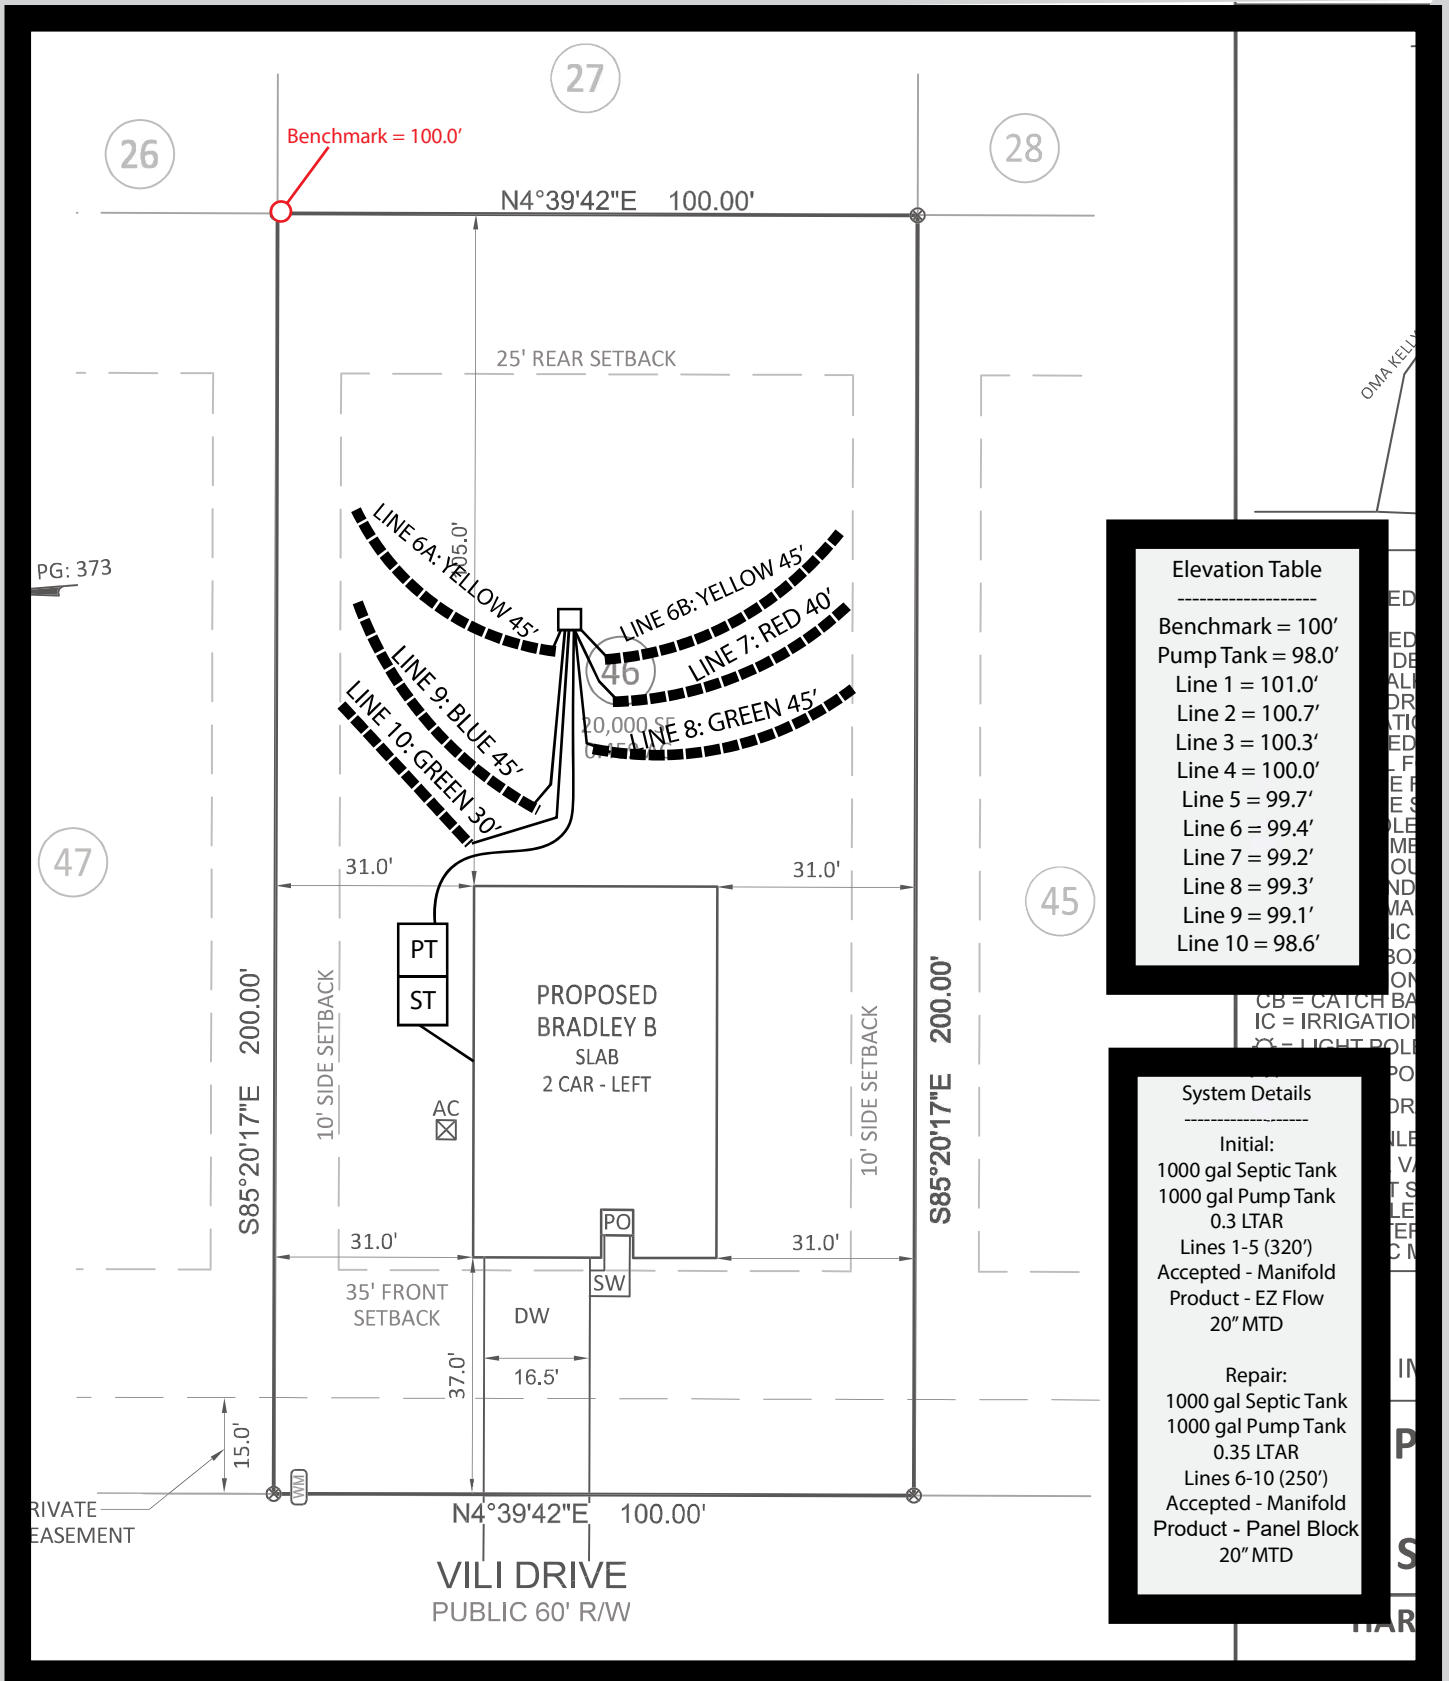 27
26
28
Benchmark = 100.0'
N4°39'42"E 100.00'
25' REAR SETBACK
OMA KELLY
PG: 373
LINE 6A: YELLOW 45'
LINE 6B: YELLOW 45'
LINE 7: RED 40'
LINE 8: GREEN 45'
LINE 9: BLUE 45'
LINE 10: GREEN 30'
46
20,000 SF
47
45
31.0'
31.0'
PT
ST
PROPOSED
BRADLEY B
SLAB
2 CAR - LEFT
AC
PO
SW
DW
S85°20'17"E 200.00'
10' SIDE SETBACK
10' SIDE SETBACK
S85°20'17"E 200.00'
31.0'
31.0'
35' FRONT
SETBACK
37.0'
16.5'
15.0'
WM
RIVATE
EASEMENT
N4°39'42"E 100.00'
VILI DRIVE
PUBLIC 60' R/W
Elevation Table
-------------------
Benchmark = 100'
Pump Tank = 98.0'
Line 1 = 101.0'
Line 2 = 100.7'
Line 3 = 100.3'
Line 4 = 100.0'
Line 5 = 99.7'
Line 6 = 99.4'
Line 7 = 99.2'
Line 8 = 99.3'
Line 9 = 99.1'
Line 10 = 98.6'
CB = CATCH BA
IC = IRRIGATION
= LIGHT POLE
System Details
-------------------
Initial:
1000 gal Septic Tank
1000 gal Pump Tank
0.3 LTAR
Lines 1-5 (320')
Accepted - Manifold
Product - EZ Flow
20" MTD
Repair:
1000 gal Septic Tank
1000 gal Pump Tank
0.35 LTAR
Lines 6-10 (250')
Accepted - Manifold
Product - Panel Block
20" MTD
HAR